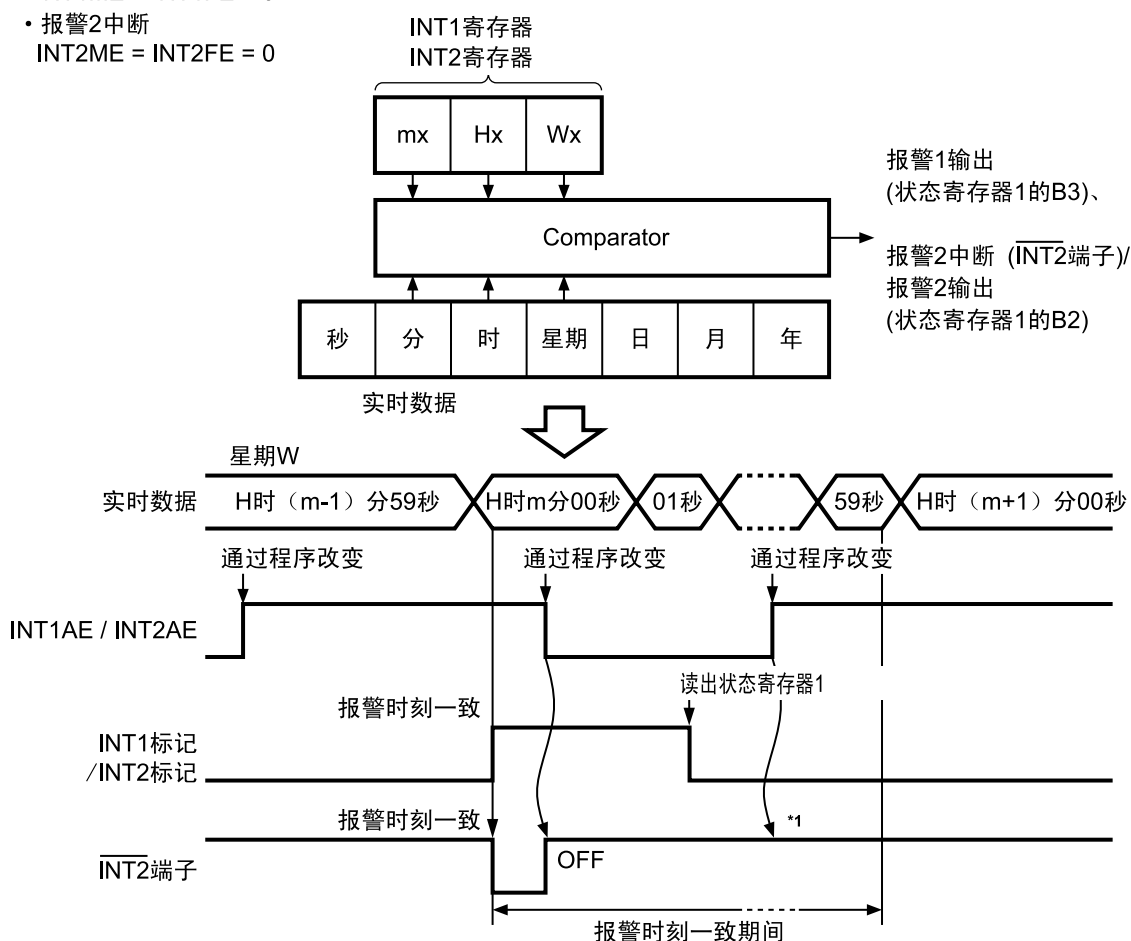 ・报警2中断
INT2ME = INT2FE = 0
INT1寄存器
INT2寄存器
mx Hx Wx
Comparator
报警1输出
(状态寄存器1的B3)、
报警2中断 (INT2端子)/
报警2输出
(状态寄存器1的B2)
秒 分 时 星期 日 月 年
实时数据
星期W
实时数据 H时（m-1）分59秒 H时m分00秒 01秒 59秒 H时（m+1）分00秒
通过程序改变 通过程序改变 通过程序改变
INT1AE / INT2AE
读出状态寄存器1
报警时刻一致
INT1标记
/INT2标记
报警时刻一致 *1
INT2端子 OFF
报警时刻一致期间